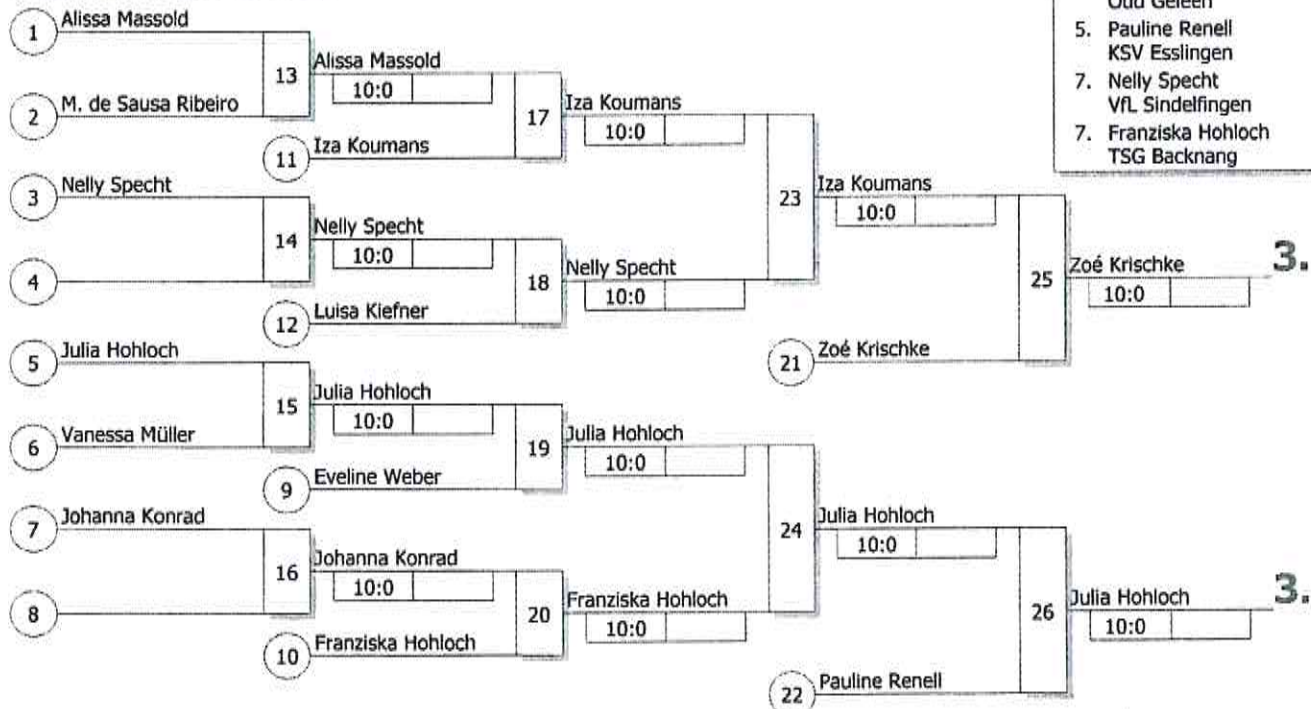 Oud Geleen
5. Pauline Renell
KSV Esslingen
7. Nelly Specht
VfL Sindelfingen
7. Franziska Hohloch
TSG Backnang
1 Alissa Massold
13 Alissa Massold
10:0
2 M. de Sausa Ribeiro
17 Iza Koumans
10:0
11 Iza Koumans
3 Nelly Specht
23 Iza Koumans
10:0
14 Nelly Specht
10:0
4
18 Nelly Specht
10:0
12 Luisa Kiefner
25 Zoé Krischke
10:0
3.
5 Julia Hohloch
21 Zoé Krischke
15 Julia Hohloch
10:0
6 Vanessa Müller
19 Julia Hohloch
10:0
9 Eveline Weber
7 Johanna Konrad
24 Julia Hohloch
10:0
16 Johanna Konrad
10:0
8
20 Franziska Hohloch
10:0
10 Franziska Hohloch
26 Julia Hohloch
10:0
3.
22 Pauline Renell